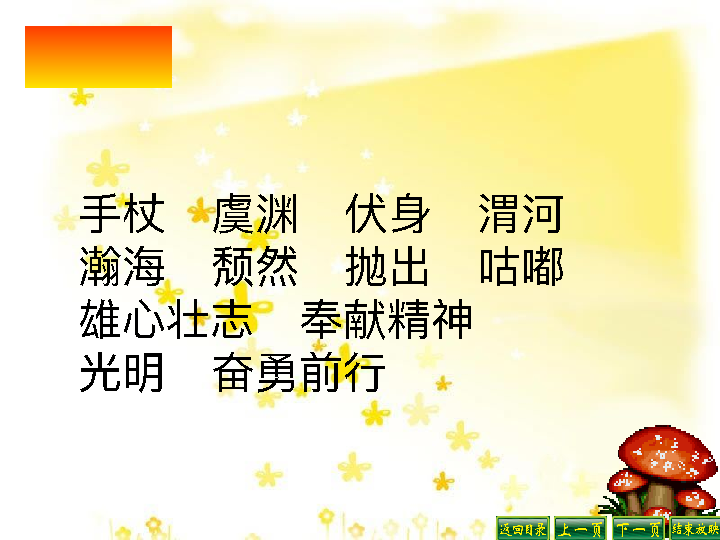 手杖 虞渊 伏身 渭河
瀚海 颓然 抛出 咕嘟
雄心壮志 奉献精神
光明 奋勇前行
返回目录 上一页 下一页 结束放映